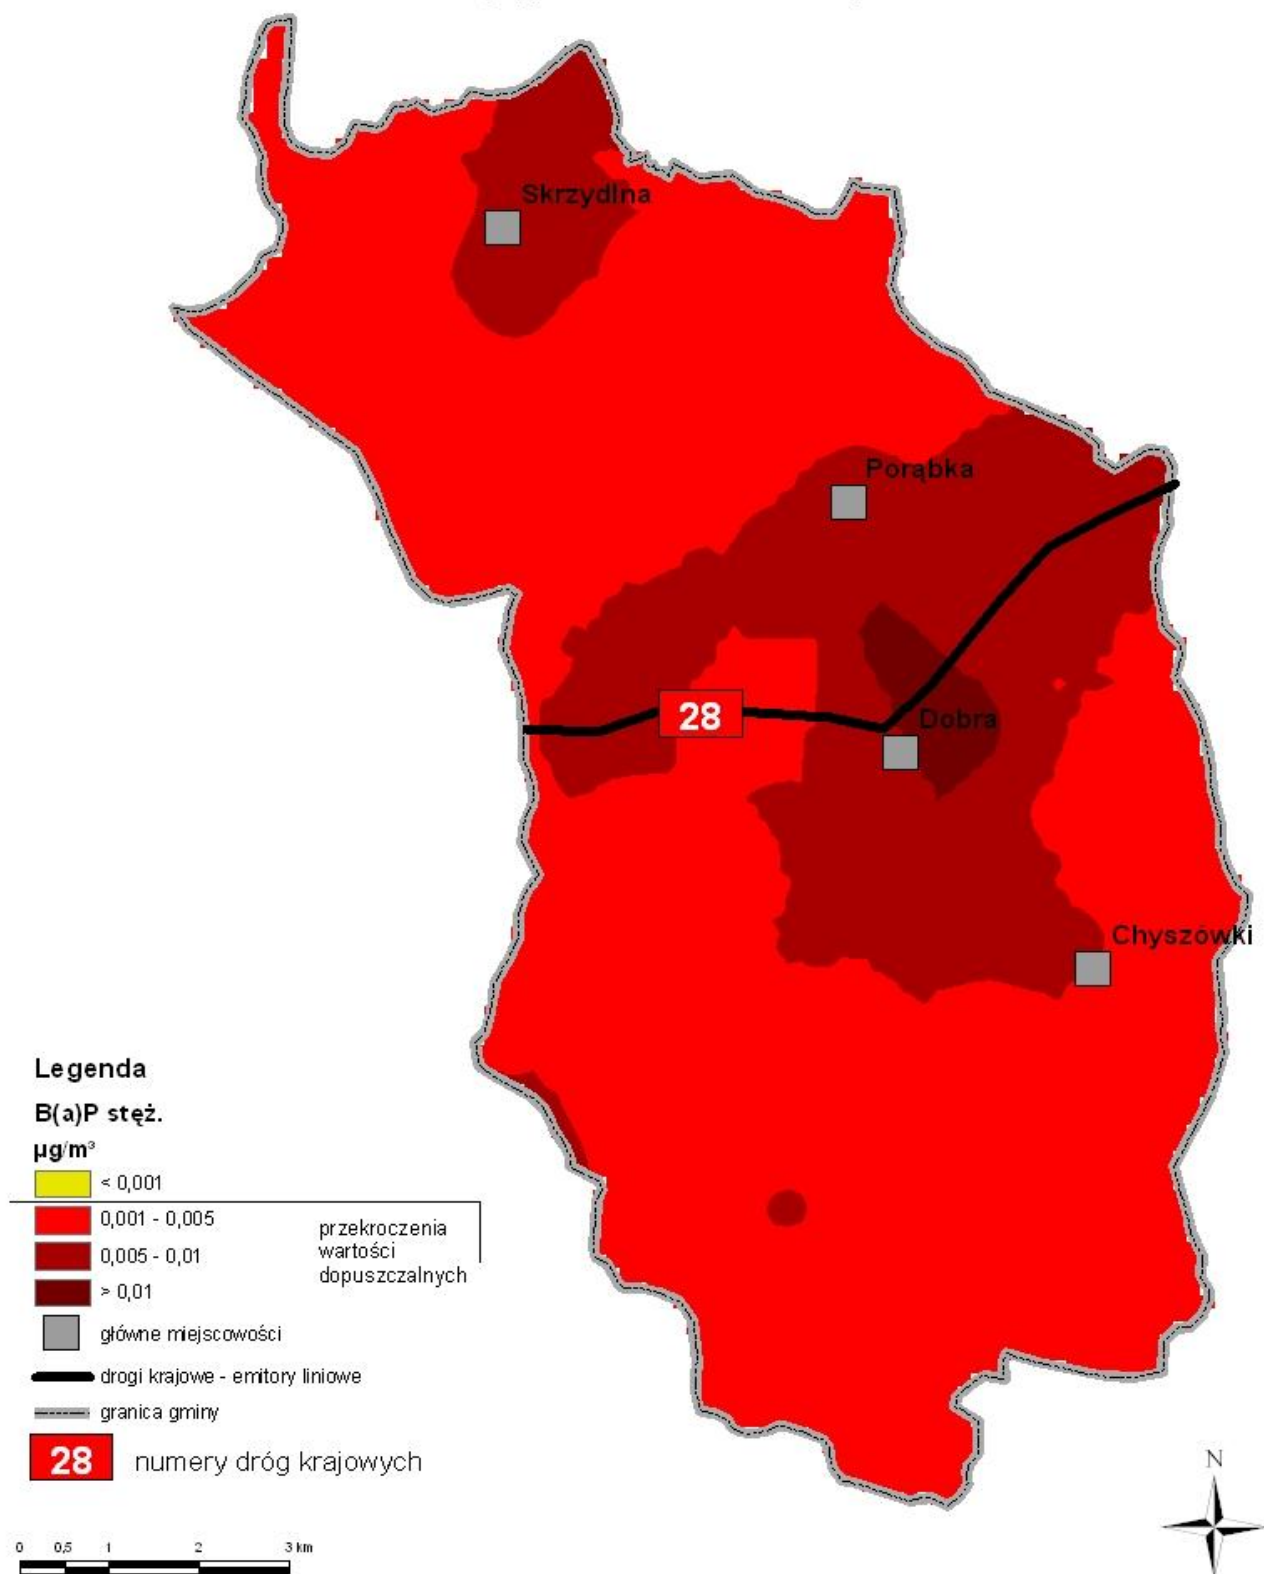 Skrzydlna
Porąbka
28
Dobra
Chyszówki
Legenda
B(a)P stęż.
µg/m³
< 0,001
0,001 - 0,005
0,005 - 0,01
> 0,01
przekroczenia
wartości
dopuszczalnych
główne miejscowości
drogi krajowe - emitory liniowe
granica gminy
28 numery dróg krajowych
N
0 0,5 1 2 3 km